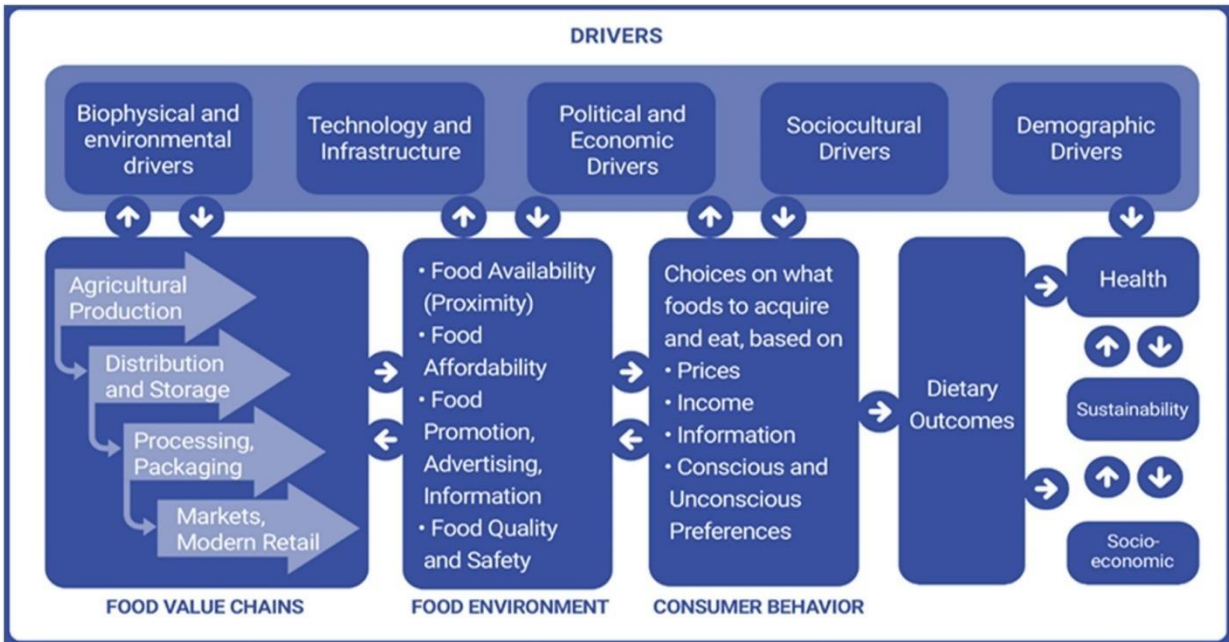 DRIVERS
Biophysical and
environmental
drivers
Technology and
Infrastructure
Political and
Economic
Drivers
Sociocultural
Drivers
Demographic
Drivers
Agricultural
Production
Distribution
and Storage
Processing,
Packaging
Markets,
Modern Retail
FOOD VALUE CHAINS
• Food Availability
(Proximity)
• Food
Affordability
• Food
Promotion,
Advertising,
Information
• Food Quality
and Safety
FOOD ENVIRONMENT
Choices on what
foods to acquire
and eat, based on
• Prices
• Income
• Information
• Conscious and
Unconscious
Preferences
CONSUMER BEHAVIOR
Dietary
Outcomes
Health
Sustainability
Socio-
economic